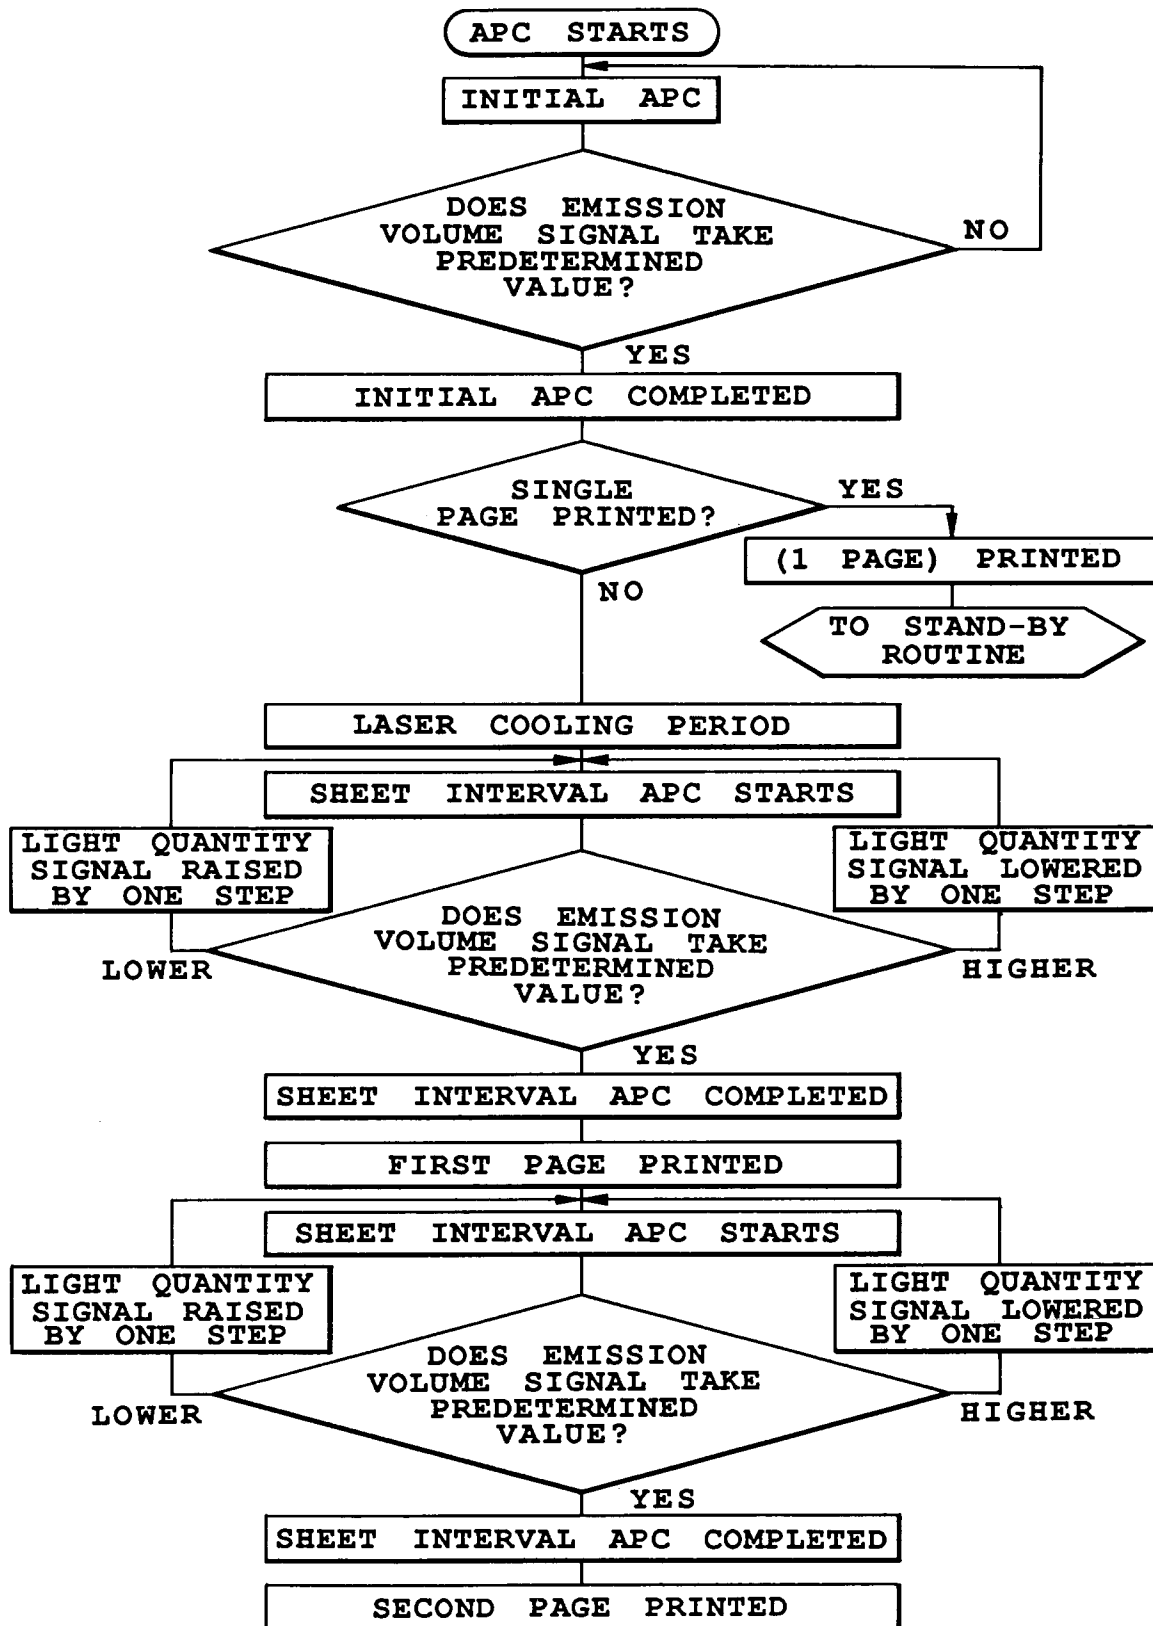 APC STARTS
INITIAL APC
DOES EMISSION
VOLUME SIGNAL TAKE
PREDETERMINED
VALUE?
NO
YES
INITIAL APC COMPLETED
SINGLE
PAGE PRINTED?
YES
(1 PAGE) PRINTED
TO STAND-BY
ROUTINE
NO
LASER COOLING PERIOD
SHEET INTERVAL APC STARTS
LIGHT QUANTITY
SIGNAL RAISED
BY ONE STEP
LIGHT QUANTITY
SIGNAL LOWERED
BY ONE STEP
DOES EMISSION
VOLUME SIGNAL TAKE
PREDETERMINED
VALUE?
LOWER
HIGHER
YES
SHEET INTERVAL APC COMPLETED
FIRST PAGE PRINTED
SHEET INTERVAL APC STARTS
LIGHT QUANTITY
SIGNAL RAISED
BY ONE STEP
LIGHT QUANTITY
SIGNAL LOWERED
BY ONE STEP
DOES EMISSION
VOLUME SIGNAL TAKE
PREDETERMINED
VALUE?
LOWER
HIGHER
YES
SHEET INTERVAL APC COMPLETED
SECOND PAGE PRINTED